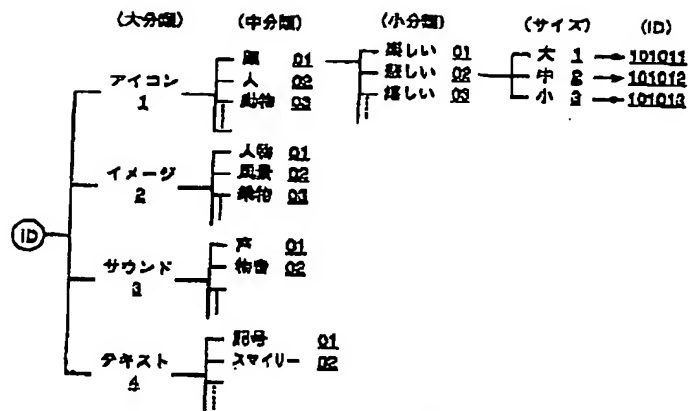 (大分類) (中分類) (小分類) (サイズ) (ID)
顔 01 楽しい 01 大 1 101011
アイコン 人 02 悲しい 02 中 2 101012
1 動物 03 嬉しい 03 小 3 101013
人物 01
イメージ 風景 02
2 乗物 03
ID
声 01
サウンド 物音 02
3
記号 01
テキスト スマイリー 02
4